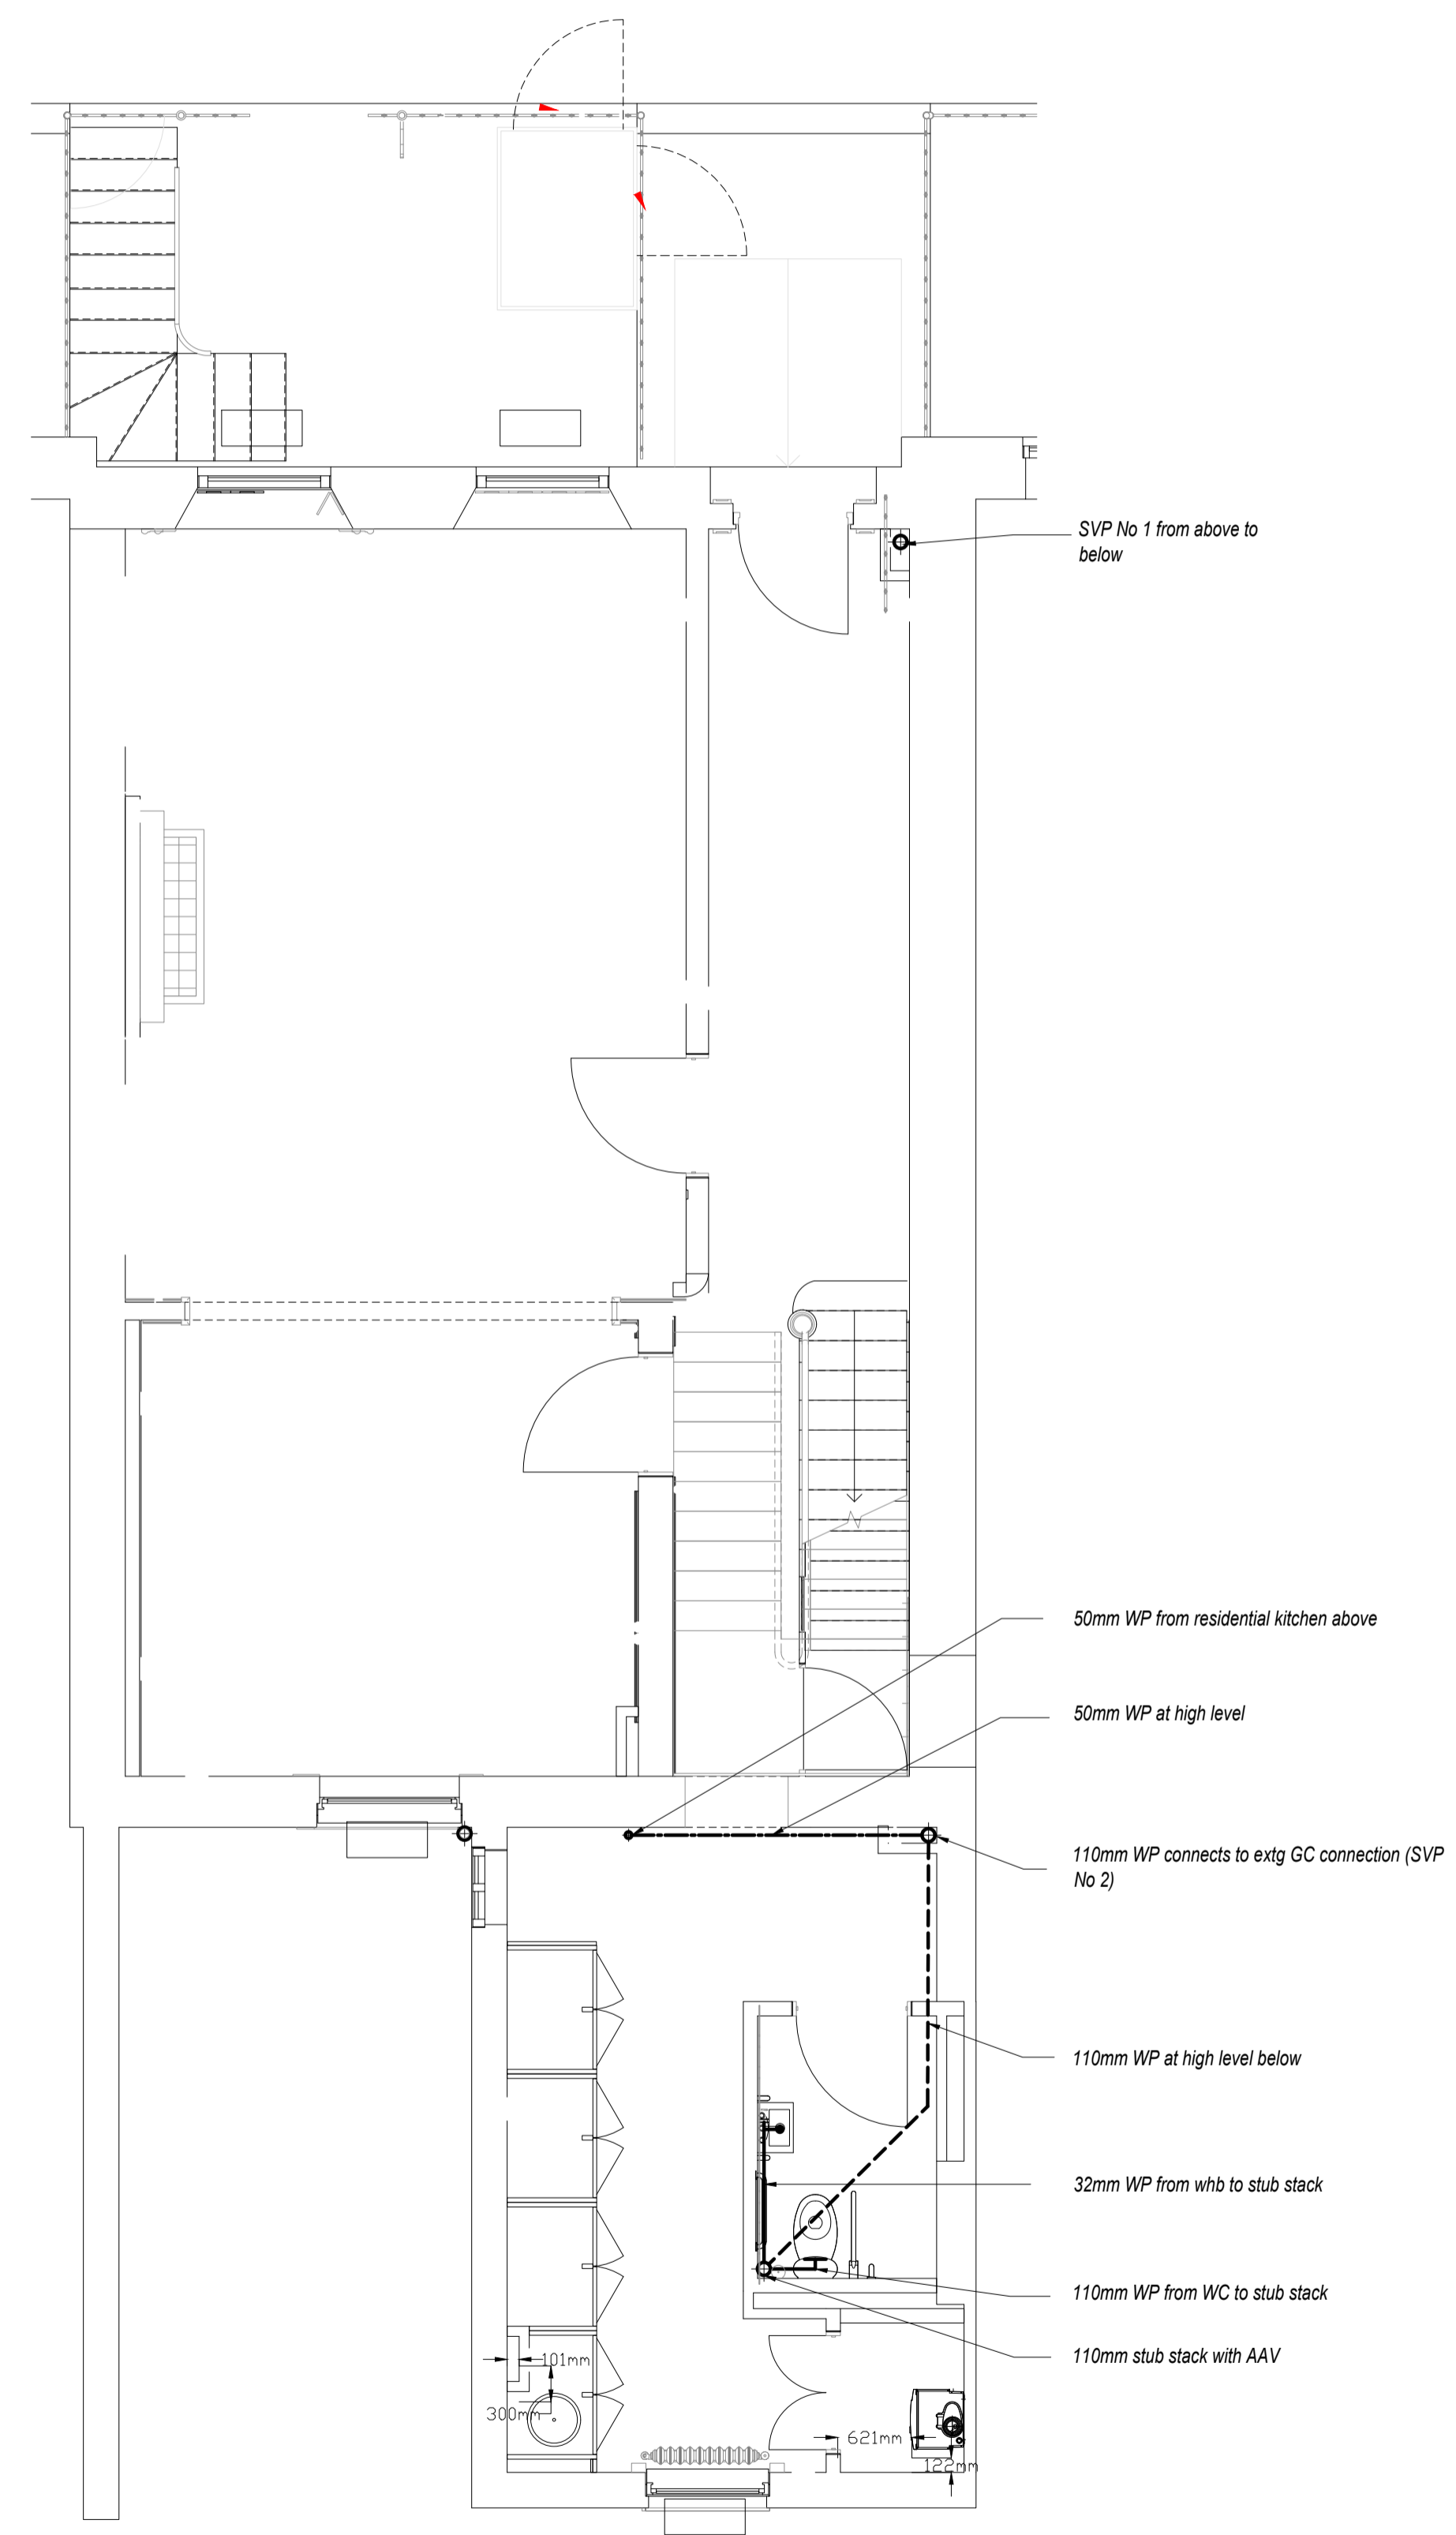 SVP No 1 from above to
below
50mm WP from residential kitchen above
50mm WP at high level
110mm WP connects to extg GC connection (SVP
No 2)
110mm WP at high level below
32mm WP from whb to stub stack
110mm WP from WC to stub stack
110mm stub stack with AAV
101mm
300mm
621mm
122mm